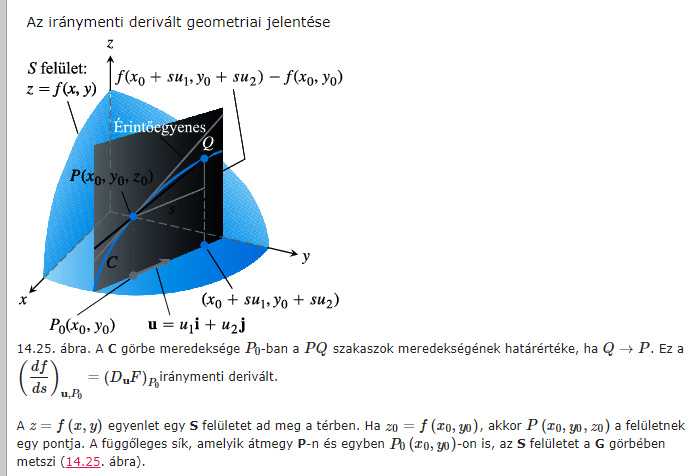 Az iránymenti derivált geometriai jelentése
z
S felület:
z = f(x, y)
f(x₀ + su₁, y₀ + su₂) − f(x₀, y₀)
Érintőegyenes
Q
P(x₀, y₀, z₀)
s
C
y
x
(x₀ + su₁, y₀ + su₂)
P₀(x₀, y₀)
u = u₁i + u₂j
14.25. ábra. A C görbe meredeksége P₀-ban a PQ szakaszok meredekségének határértéke, ha Q → P. Ez a
(df/ds)u,P₀ = (DuF)P₀ iránymenti derivált.
A z = f (x, y) egyenlet egy S felületet ad meg a térben. Ha z₀ = f (x₀, y₀), akkor P (x₀, y₀, z₀) a felületnek
egy pontja. A függőleges sík, amelyik átmegy P-n és egyben P₀ (x₀, y₀)-on is, az S felületet a G görbében
metszi (14.25. ábra).